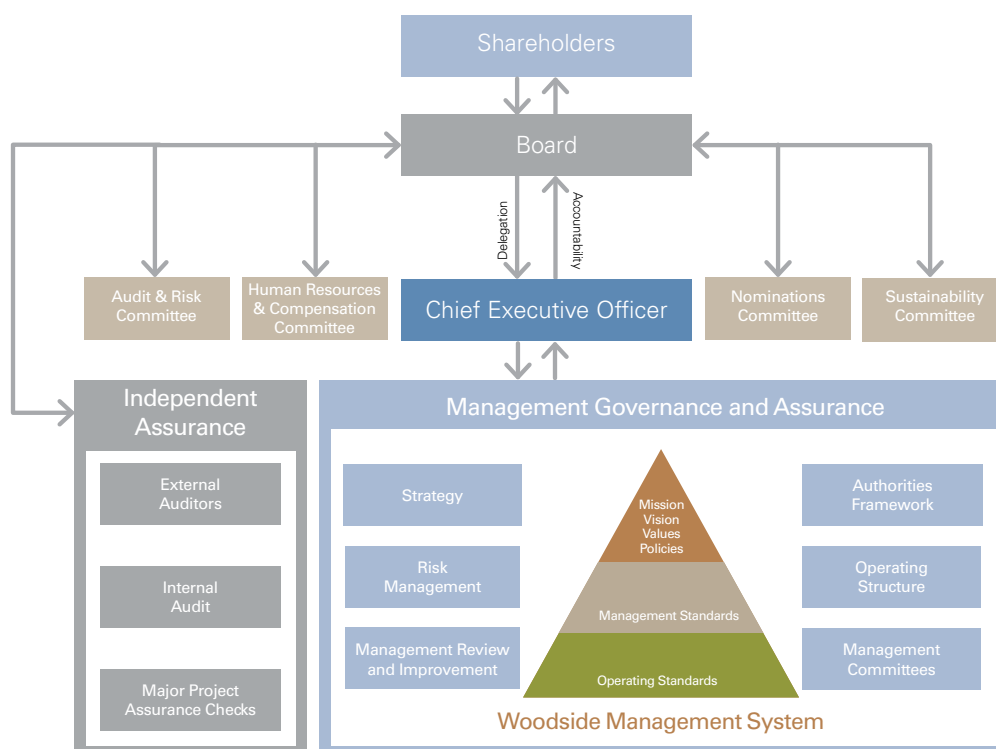 Shareholders
Board
Delegation
Accountability
Audit & Risk
Committee
Human Resources
& Compensation
Committee
Chief Executive Officer
Nominations
Committee
Sustainability
Committee
Independent
Assurance
External
Auditors
Internal
Audit
Major Project
Assurance Checks
Management Governance and Assurance
Strategy
Risk
Management
Management Review
and Improvement
Mission
Vision
Values
Policies
Management Standards
Operating Standards
Authorities
Framework
Operating
Structure
Management
Committees
Woodside Management System